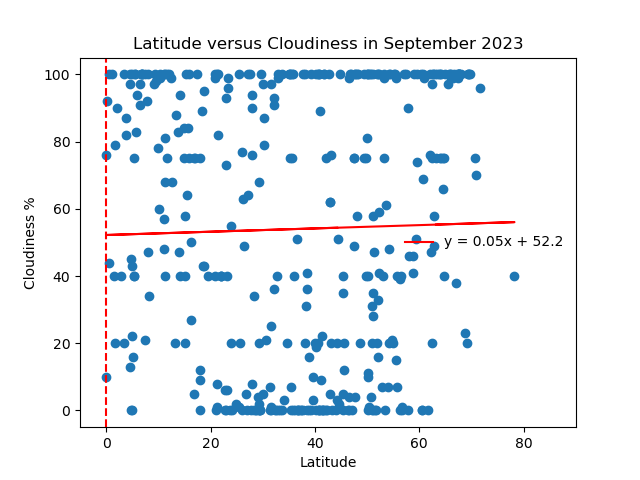 Latitude versus Cloudiness in September 2023
100
80
60
40
20
0
Cloudiness %
y = 0.05x + 52.2
0 20 40 60 80
Latitude